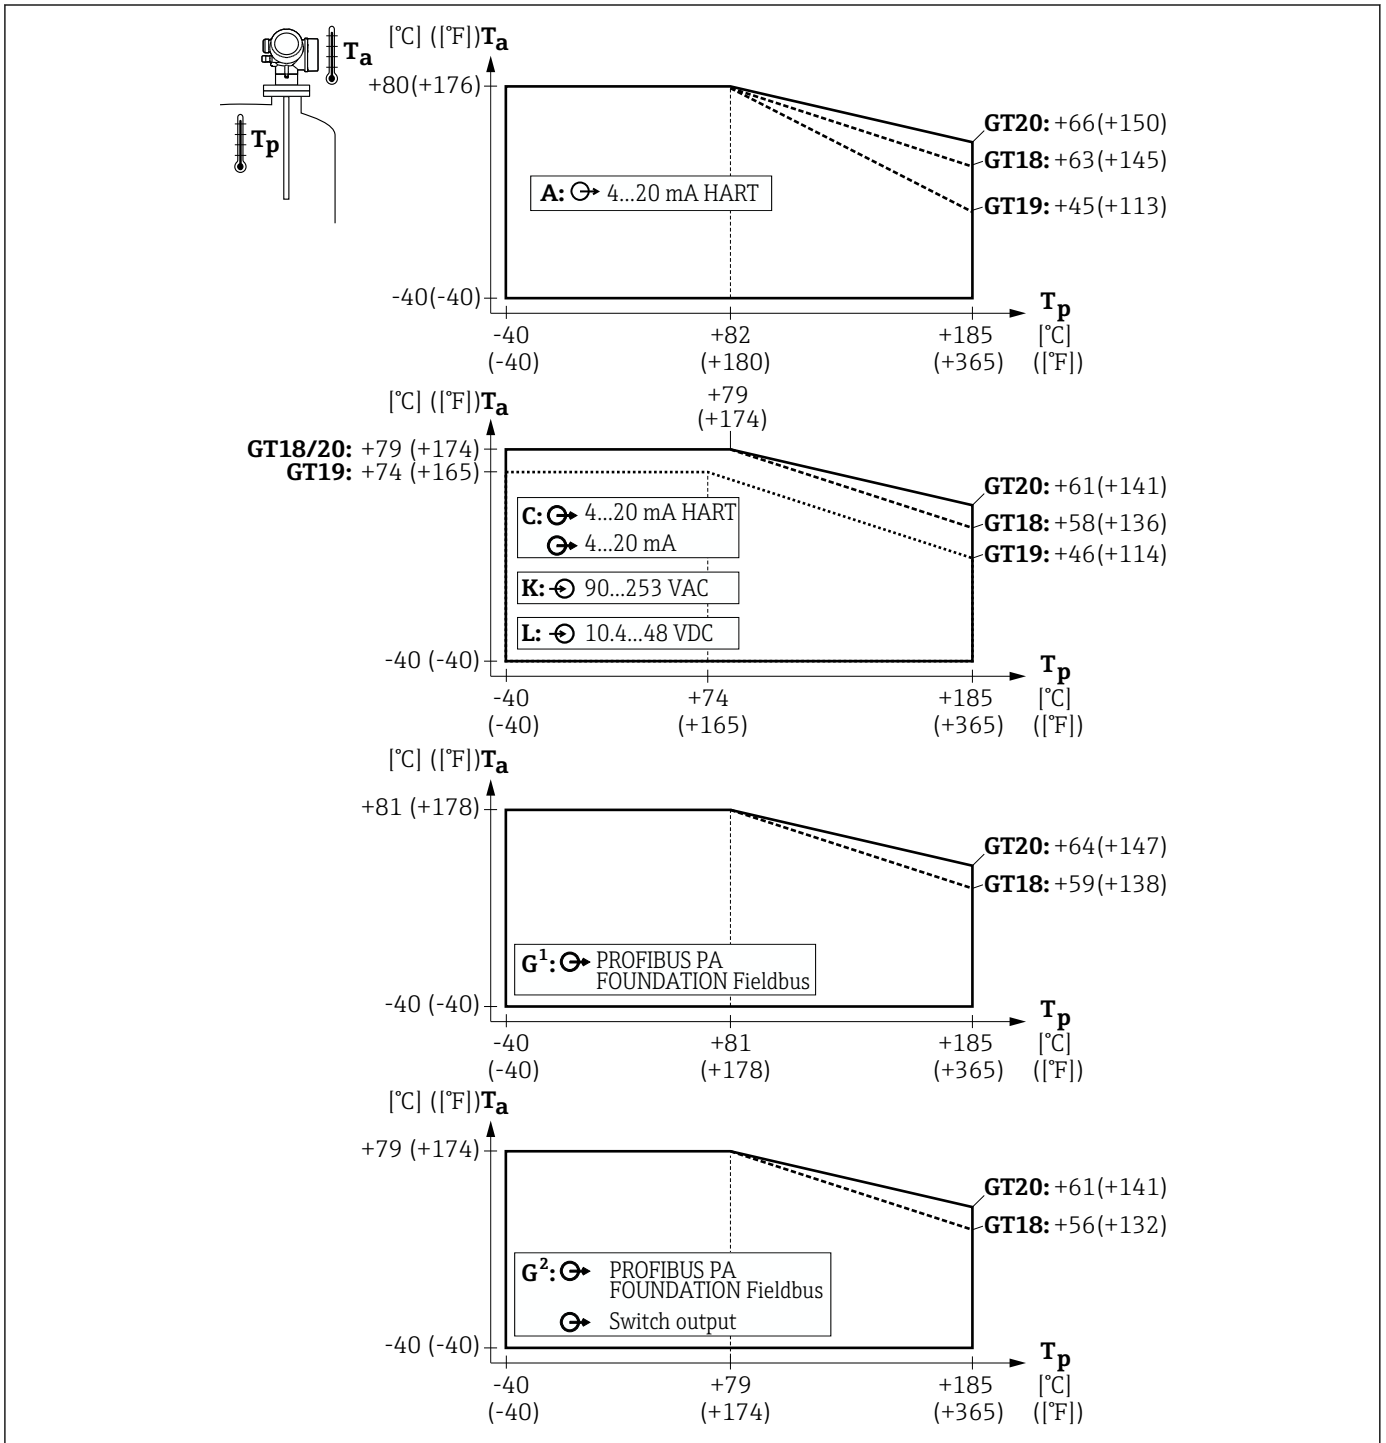 Ta
Tp
[°C] ([°F])Ta
+80(+176)
GT20: +66(+150)
GT18: +63(+145)
A: 4...20 mA HART
GT19: +45(+113)
-40(-40)
Tp
-40 +82 +185 [°C]
(-40) (+180) (+365) ([°F])
[°C] ([°F])Ta
+79
(+174)
GT18/20: +79 (+174)
GT19: +74 (+165)
GT20: +61(+141)
C: 4...20 mA HART
GT18: +58(+136)
4...20 mA
GT19: +46(+114)
K: 90...253 VAC
L: 10.4...48 VDC
-40 (-40)
Tp
-40 +74 +185 [°C]
(-40) (+165) (+365) ([°F])
[°C] ([°F])Ta
+81 (+178)
GT20: +64(+147)
GT18: +59(+138)
G¹: PROFIBUS PA
FOUNDATION Fieldbus
-40 (-40)
Tp
-40 +81 +185 [°C]
(-40) (+178) (+365) ([°F])
[°C] ([°F])Ta
+79 (+174)
GT20: +61(+141)
GT18: +56(+132)
G²: PROFIBUS PA
FOUNDATION Fieldbus
Switch output
-40 (-40)
Tp
-40 +79 +185 [°C]
(-40) (+174) (+365) ([°F])